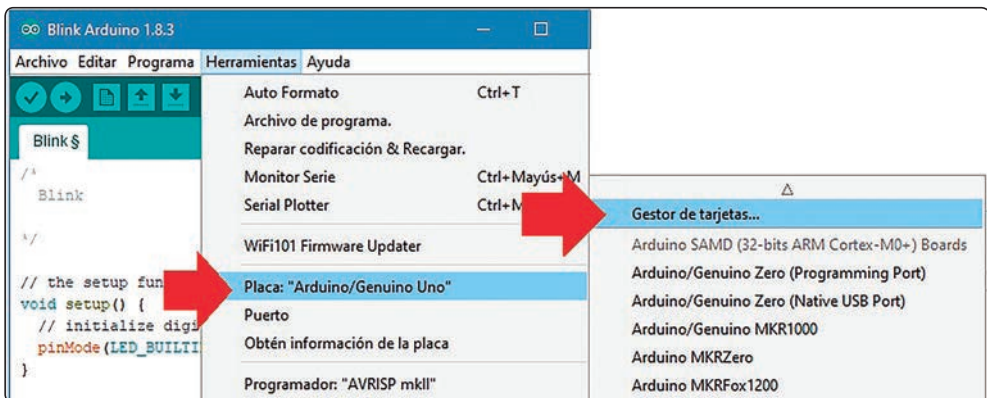 Blink Arduino 1.8.3
Archivo Editar Programa Herramientas Ayuda
Blink §
/*
Blink
*/
// the setup fun
void setup() {
// initialize digi
pinMode(LED_BUILTI
}
Auto Formato Ctrl+T
Archivo de programa.
Reparar codificación & Recargar.
Monitor Serie Ctrl+Mayús+M
Serial Plotter Ctrl+M
WiFi101 Firmware Updater
Placa: "Arduino/Genuino Uno"
Puerto
Obtén información de la placa
Programador: "AVRISP mkII"
Gestor de tarjetas...
Arduino SAMD (32-bits ARM Cortex-M0+) Boards
Arduino/Genuino Zero (Programming Port)
Arduino/Genuino Zero (Native USB Port)
Arduino/Genuino MKR1000
Arduino MKRZero
Arduino MKRFox1200